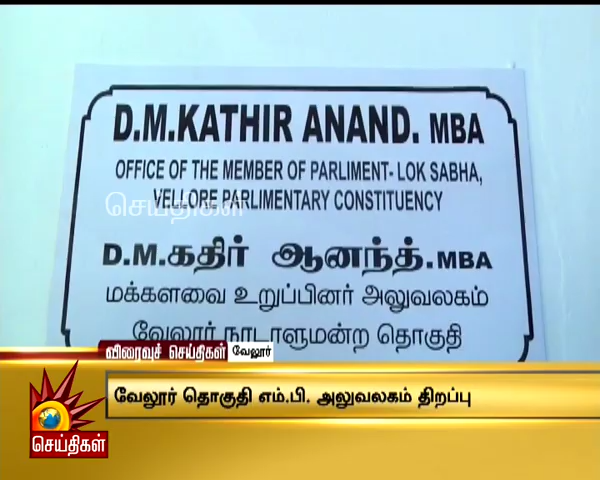 D.M.KATHIR ANAND. MBA
OFFICE OF THE MEMBER OF PARLIMENT- LOK SABHA,
VELLORE PARLIMENTARY CONSTITUENCY
செய்திகள்
D.M.கதிர் ஆனந்த்.MBA
மக்களவை உறுப்பினர் அலுவலகம்
வேலூர் நாடாளுமன்ற தொகுதி
விரைவுச் செய்திகள் வேலூர்
வேலூர் தொகுதி எம்.பி. அலுவலகம் திறப்பு
செய்திகள்